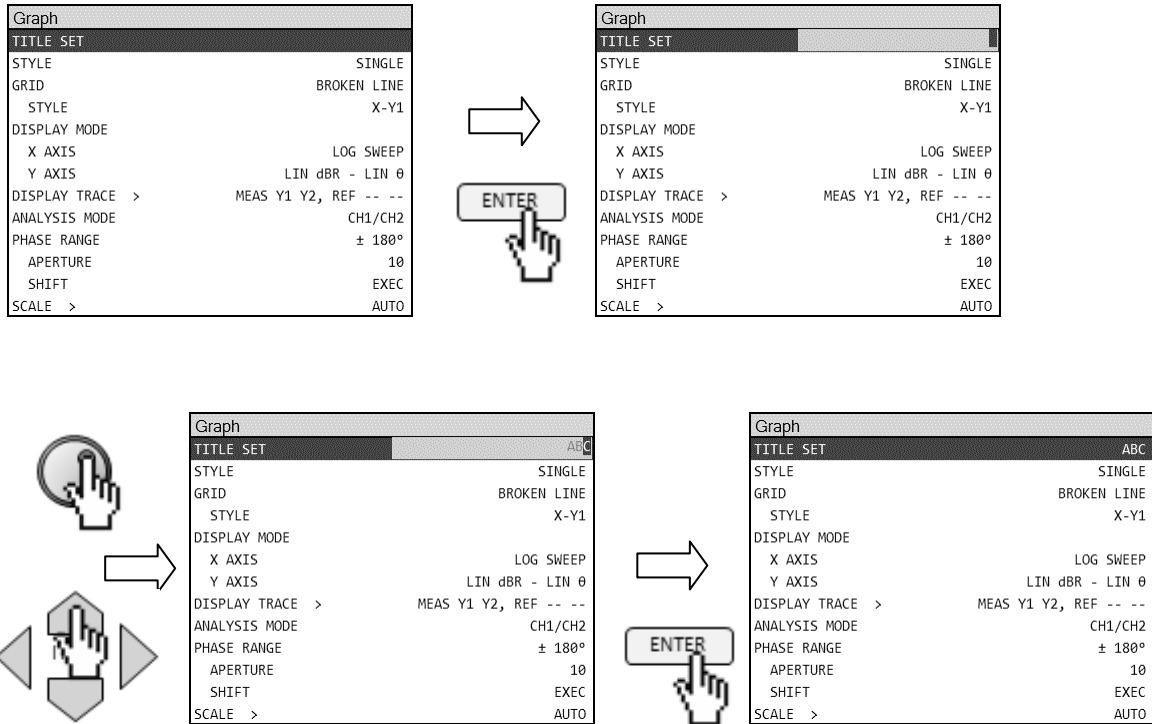 Graph
TITLE SET
STYLE SINGLE
GRID BROKEN LINE
STYLE X-Y1
DISPLAY MODE
X AXIS LOG SWEEP
Y AXIS LIN dBR - LIN θ
DISPLAY TRACE > MEAS Y1 Y2, REF -- --
ANALYSIS MODE CH1/CH2
PHASE RANGE ± 180°
APERTURE 10
SHIFT EXEC
SCALE > AUTO
ENTER
Graph
TITLE SET
STYLE SINGLE
GRID BROKEN LINE
STYLE X-Y1
DISPLAY MODE
X AXIS LOG SWEEP
Y AXIS LIN dBR - LIN θ
DISPLAY TRACE > MEAS Y1 Y2, REF -- --
ANALYSIS MODE CH1/CH2
PHASE RANGE ± 180°
APERTURE 10
SHIFT EXEC
SCALE > AUTO
Graph
TITLE SET ABC
STYLE SINGLE
GRID BROKEN LINE
STYLE X-Y1
DISPLAY MODE
X AXIS LOG SWEEP
Y AXIS LIN dBR - LIN θ
DISPLAY TRACE > MEAS Y1 Y2, REF -- --
ANALYSIS MODE CH1/CH2
PHASE RANGE ± 180°
APERTURE 10
SHIFT EXEC
SCALE > AUTO
ENTER
Graph
TITLE SET ABC
STYLE SINGLE
GRID BROKEN LINE
STYLE X-Y1
DISPLAY MODE
X AXIS LOG SWEEP
Y AXIS LIN dBR - LIN θ
DISPLAY TRACE > MEAS Y1 Y2, REF -- --
ANALYSIS MODE CH1/CH2
PHASE RANGE ± 180°
APERTURE 10
SHIFT EXEC
SCALE > AUTO